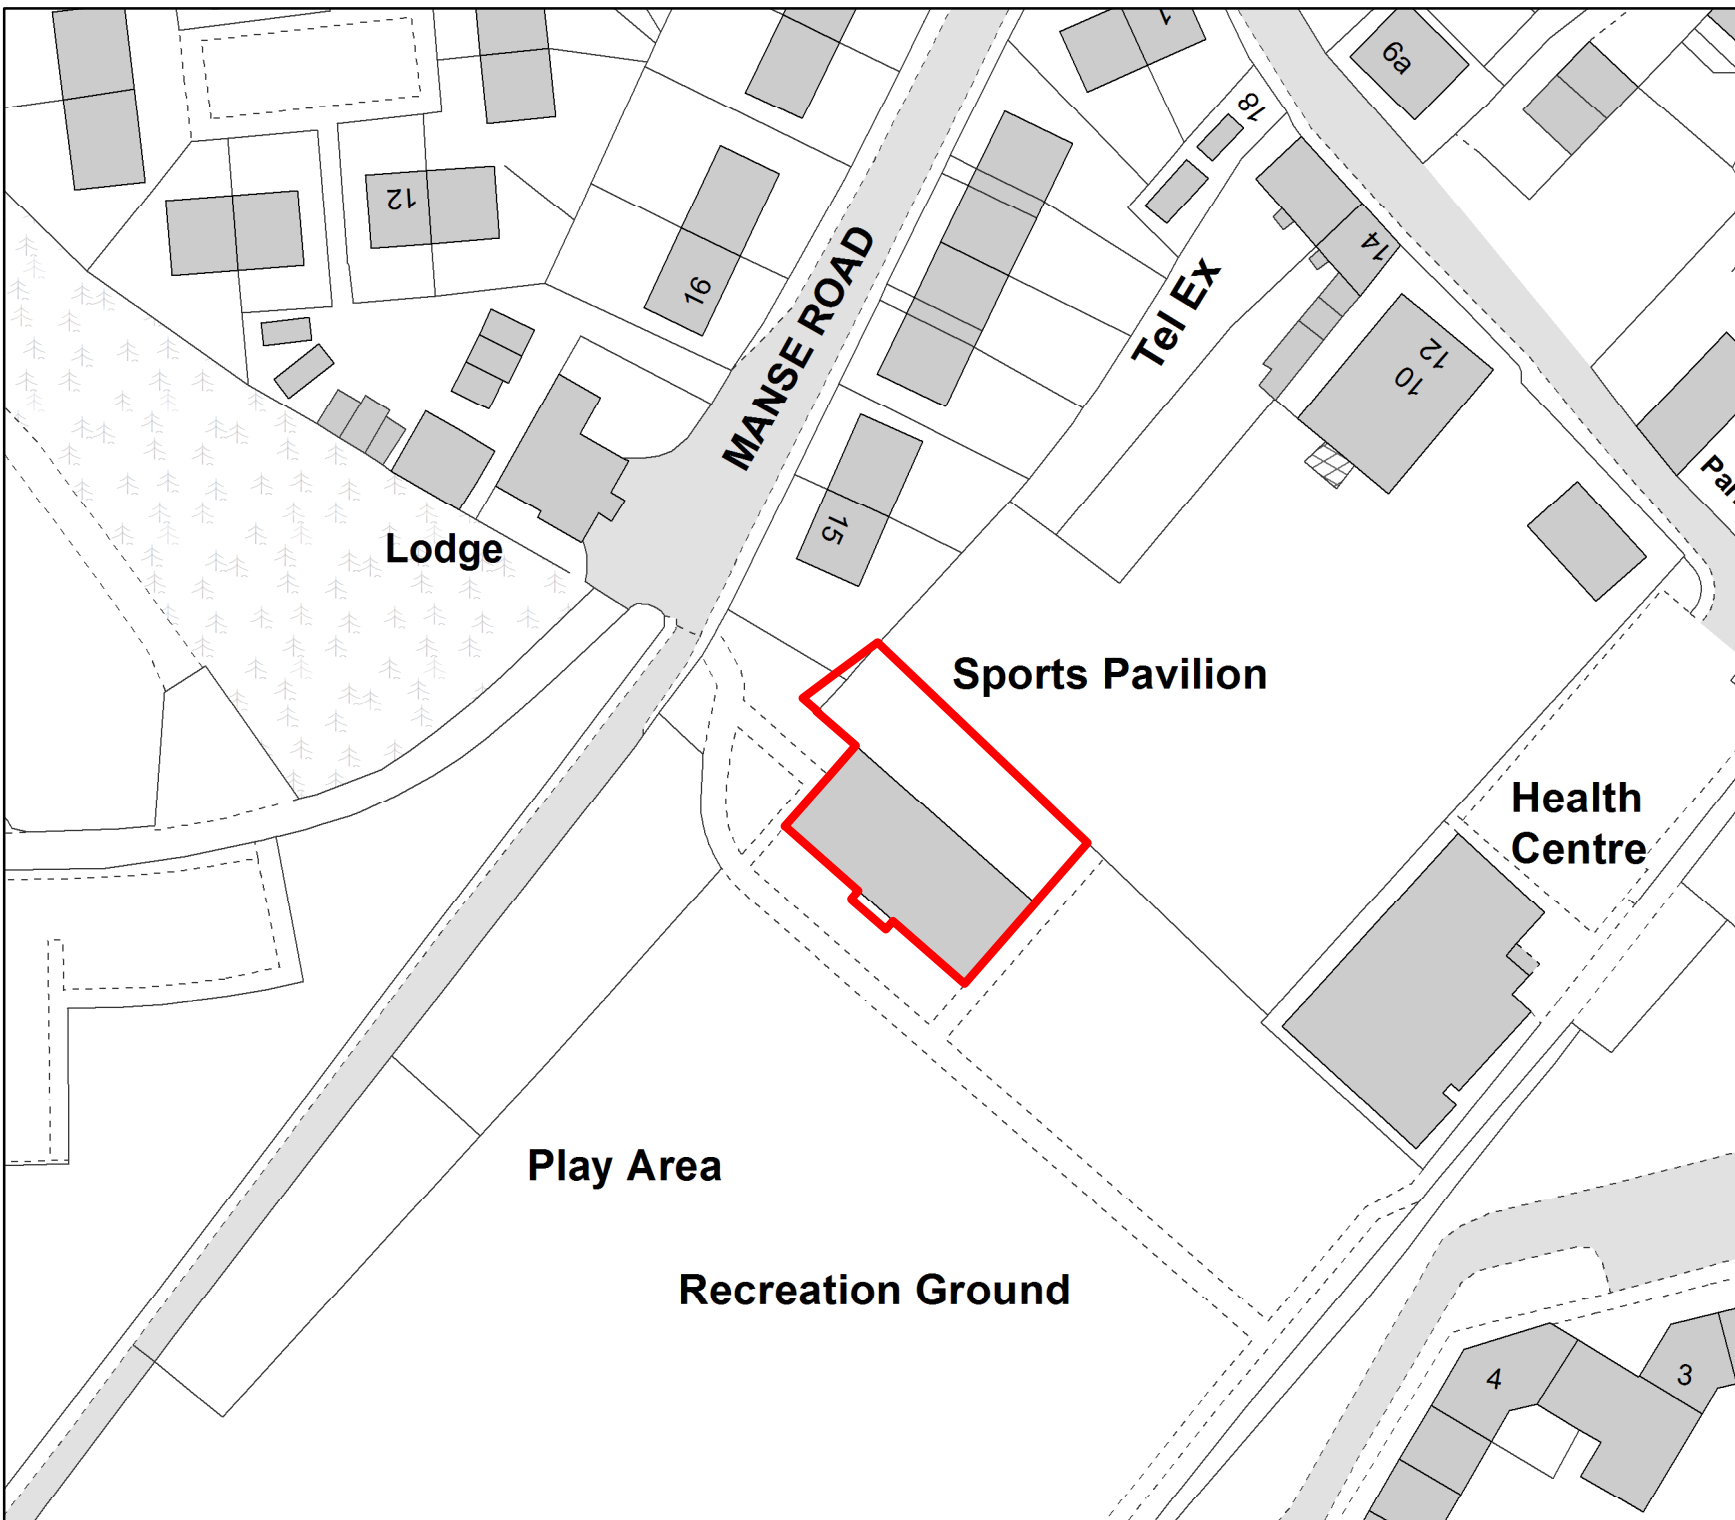 6a
18
12
14
16
MANSE ROAD
Tel Ex
12
10
15
Lodge
Sports Pavilion
Health
Centre
Play Area
Recreation Ground
4
3